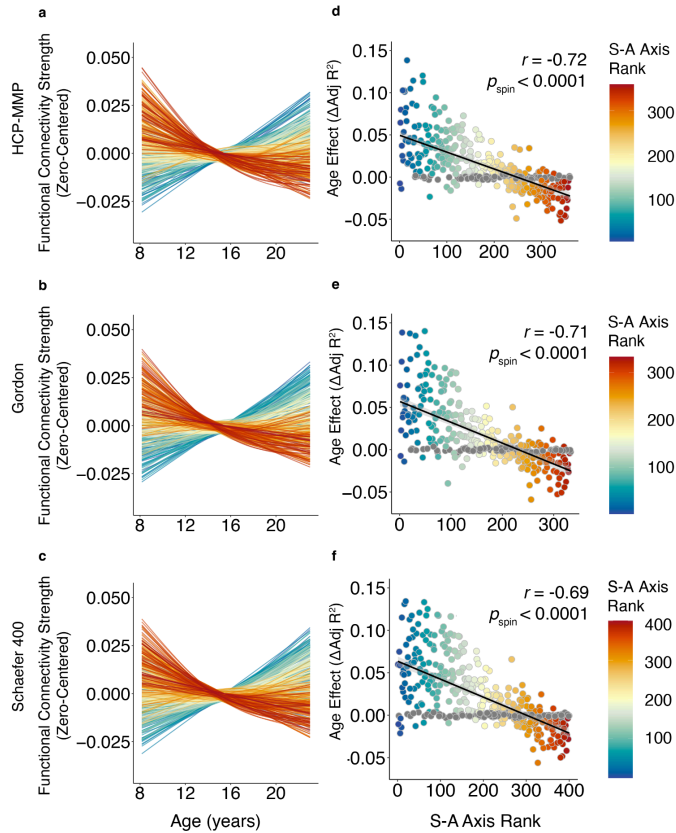 a
HCP-MMP
Functional Connectivity Strength
(Zero-Centered)
0.050
0.025
0.000
−0.025
8 12 16 20
d
Age Effect (ΔAdj R²)
0.15
0.10
0.05
0.00
−0.05
0 100 200 300
r = -0.72
pspin < 0.0001
S-A Axis
Rank
300
200
100
b
Gordon
Functional Connectivity Strength
(Zero-Centered)
0.050
0.025
0.000
−0.025
8 12 16 20
e
Age Effect (ΔAdj R²)
0.15
0.10
0.05
0.00
−0.05
0 100 200 300
r = -0.71
pspin < 0.0001
S-A Axis
Rank
300
200
100
c
Schaefer 400
Functional Connectivity Strength
(Zero-Centered)
0.050
0.025
0.000
−0.025
8 12 16 20
Age (years)
f
Age Effect (ΔAdj R²)
0.15
0.10
0.05
0.00
-0.05
0 100 200 300 400
S-A Axis Rank
r = -0.69
pspin < 0.0001
S-A Axis
Rank
400
300
200
100